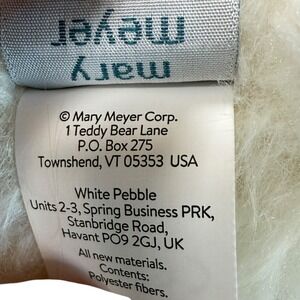 mary
meyer
© Mary Meyer Corp.
1 Teddy Bear Lane
P.O. Box 275
Townshend, VT 05353 USA
White Pebble
Units 2-3, Spring Business PRK,
Stanbridge Road,
Havant PO9 2GJ, UK
All new materials.
Contents:
Polyester fibers.